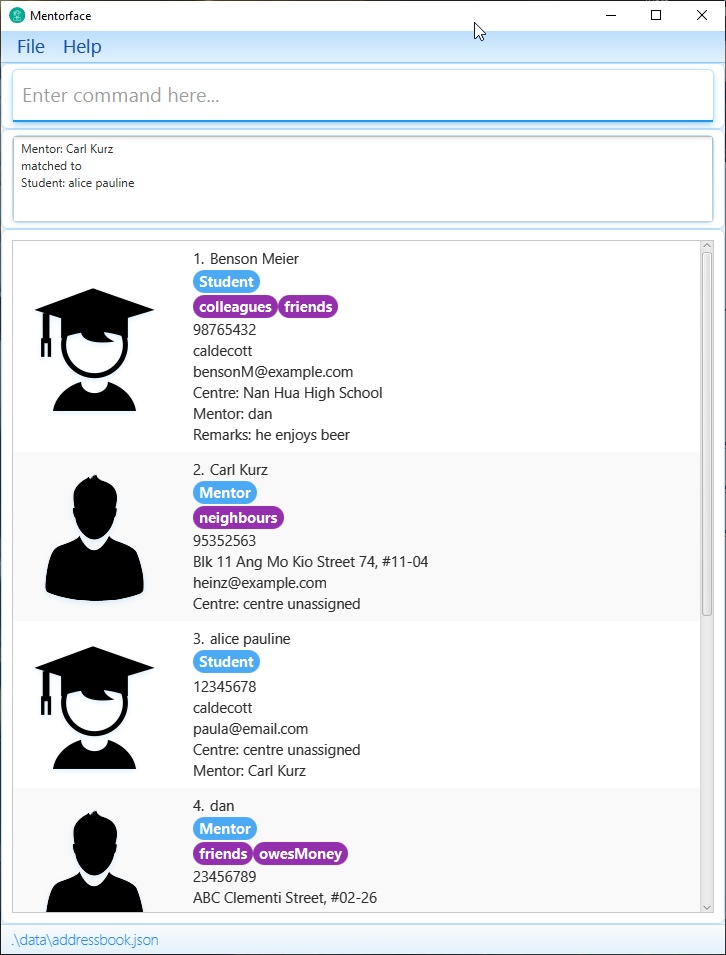 Mentorface
File Help
Enter command here...
Mentor: Carl Kurz
matched to
Student: alice pauline
1. Benson Meier
Student
colleagues friends
98765432
caldecott
bensonM@example.com
Centre: Nan Hua High School
Mentor: dan
Remarks: he enjoys beer
2. Carl Kurz
Mentor
neighbours
95352563
Blk 11 Ang Mo Kio Street 74, #11-04
heinz@example.com
Centre: centre unassigned
3. alice pauline
Student
12345678
caldecott
paula@email.com
Centre: centre unassigned
Mentor: Carl Kurz
4. dan
Mentor
friends owesMoney
23456789
ABC Clementi Street, #02-26
.\data\addressbook.json